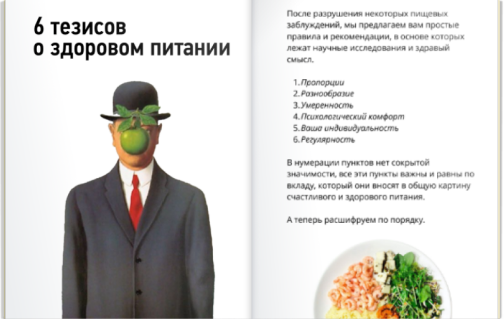 6 тезисов
о здоровом питании
После разрушения некоторых пищевых
заблуждений, мы предлагаем вам простые
правила и рекомендации, в основе которых
лежат научные исследования и здравый
смысл.
1. Пропорции
2. Разнообразие
3. Умеренность
4. Психологический комфорт
5. Ваша индивидуальность
6. Регулярность
В нумерации пунктов нет сокрытой
значимости, все эти пункты важны и равны по
вкладу, который они вносят в общую картину
счастливого и здорового питания.
А теперь расшифруем по порядку.